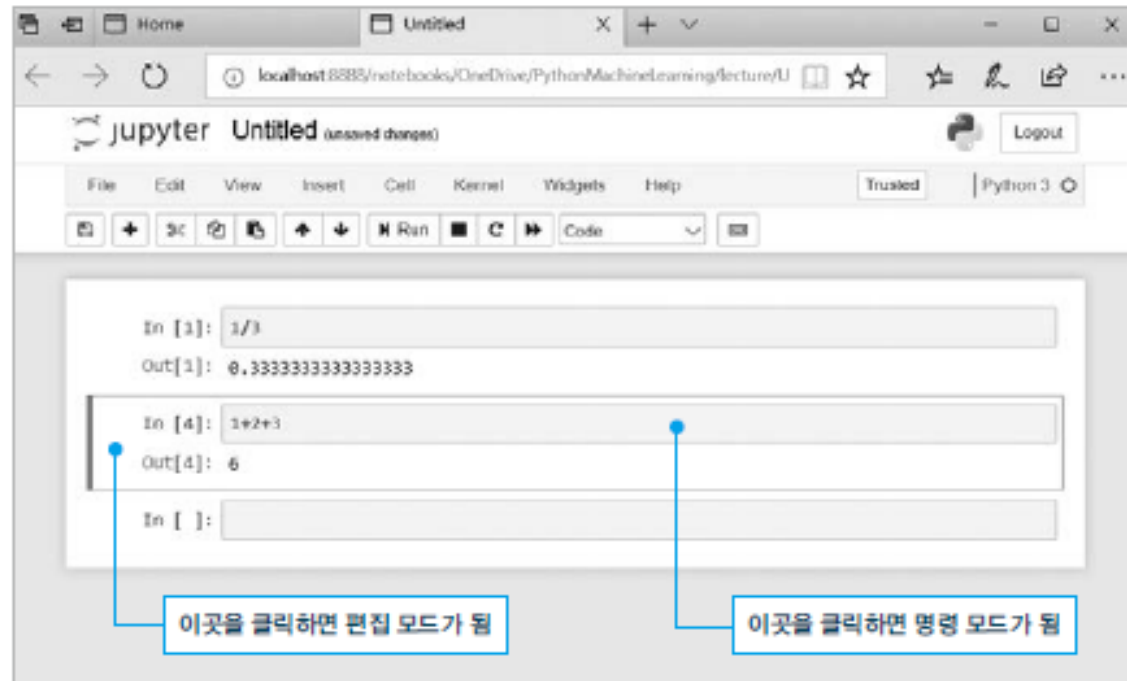 Home
Untitled
localhost:8888/notebooks/OneDrive/PythonMachineLearning/lecture/U
jupyter Untitled (unsaved changes)
Logout
File Edit View Insert Cell Kernel Widgets Help Trusted Python 3
Run Code
In [1]: 1/3
Out[1]: 0.3333333333333333
In [4]: 1+2+3
Out[4]: 6
In [ ]:
이곳을 클릭하면 편집 모드가 됨
이곳을 클릭하면 명령 모드가 됨